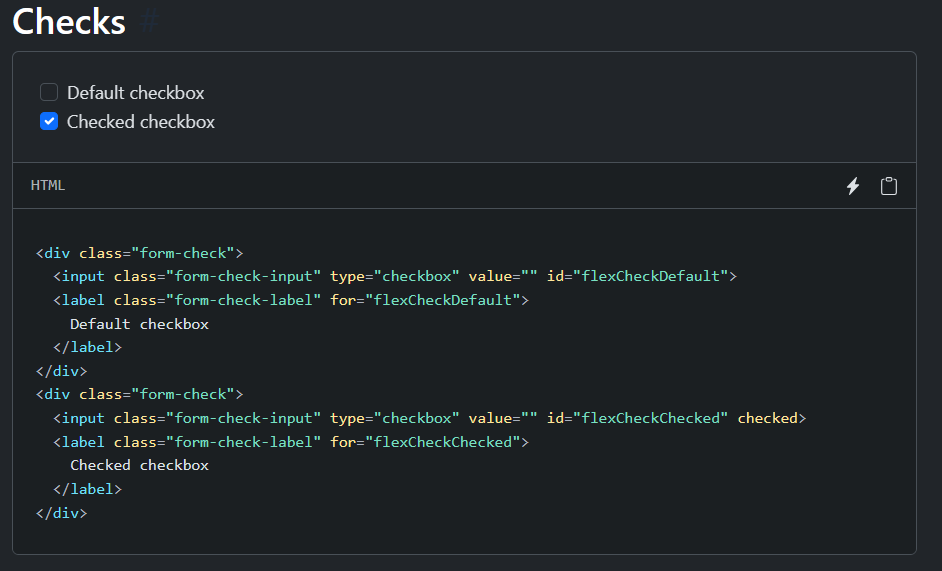 Checks #
Default checkbox
Checked checkbox
HTML
<div class="form-check">
  <input class="form-check-input" type="checkbox" value="" id="flexCheckDefault">
  <label class="form-check-label" for="flexCheckDefault">
    Default checkbox
  </label>
</div>
<div class="form-check">
  <input class="form-check-input" type="checkbox" value="" id="flexCheckChecked" checked>
  <label class="form-check-label" for="flexCheckChecked">
    Checked checkbox
  </label>
</div>